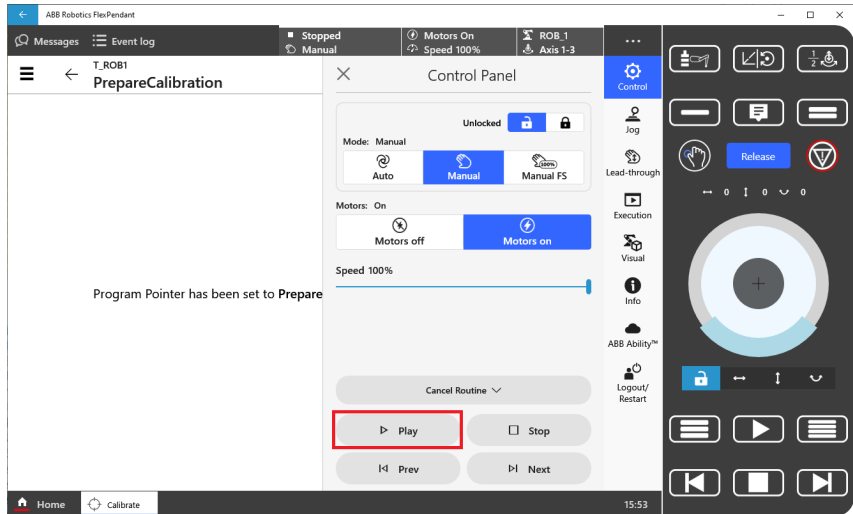 ABB Robotics FlexPendant
Messages
Event log
Stopped
Manual
Motors On
Speed 100%
ROB_1
Axis 1-3
T_ROB1
PrepareCalibration
Control Panel
Unlocked
Mode: Manual
Auto
Manual
Manual FS
Motors: On
Motors off
Motors on
Speed 100%
Program Pointer has been set to Prepare
Cancel Routine
Play
Stop
Prev
Next
Control
Jog
Lead-through
Execution
Visual
Info
ABB Ability™
Logout/
Restart
Release
0 0 0
Home
Calibrate
15:53